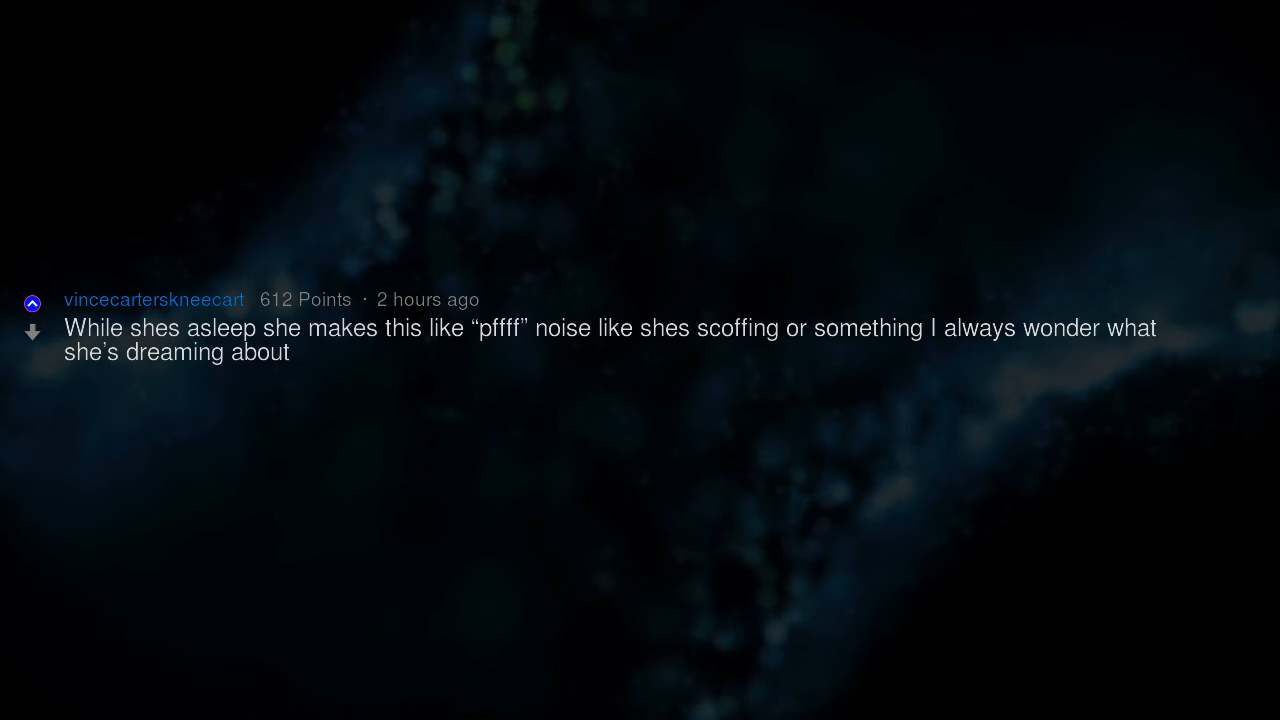 vincecarterskneecart 612 Points · 2 hours ago
While shes asleep she makes this like “pffff” noise like shes scoffing or something I always wonder what
she’s dreaming about